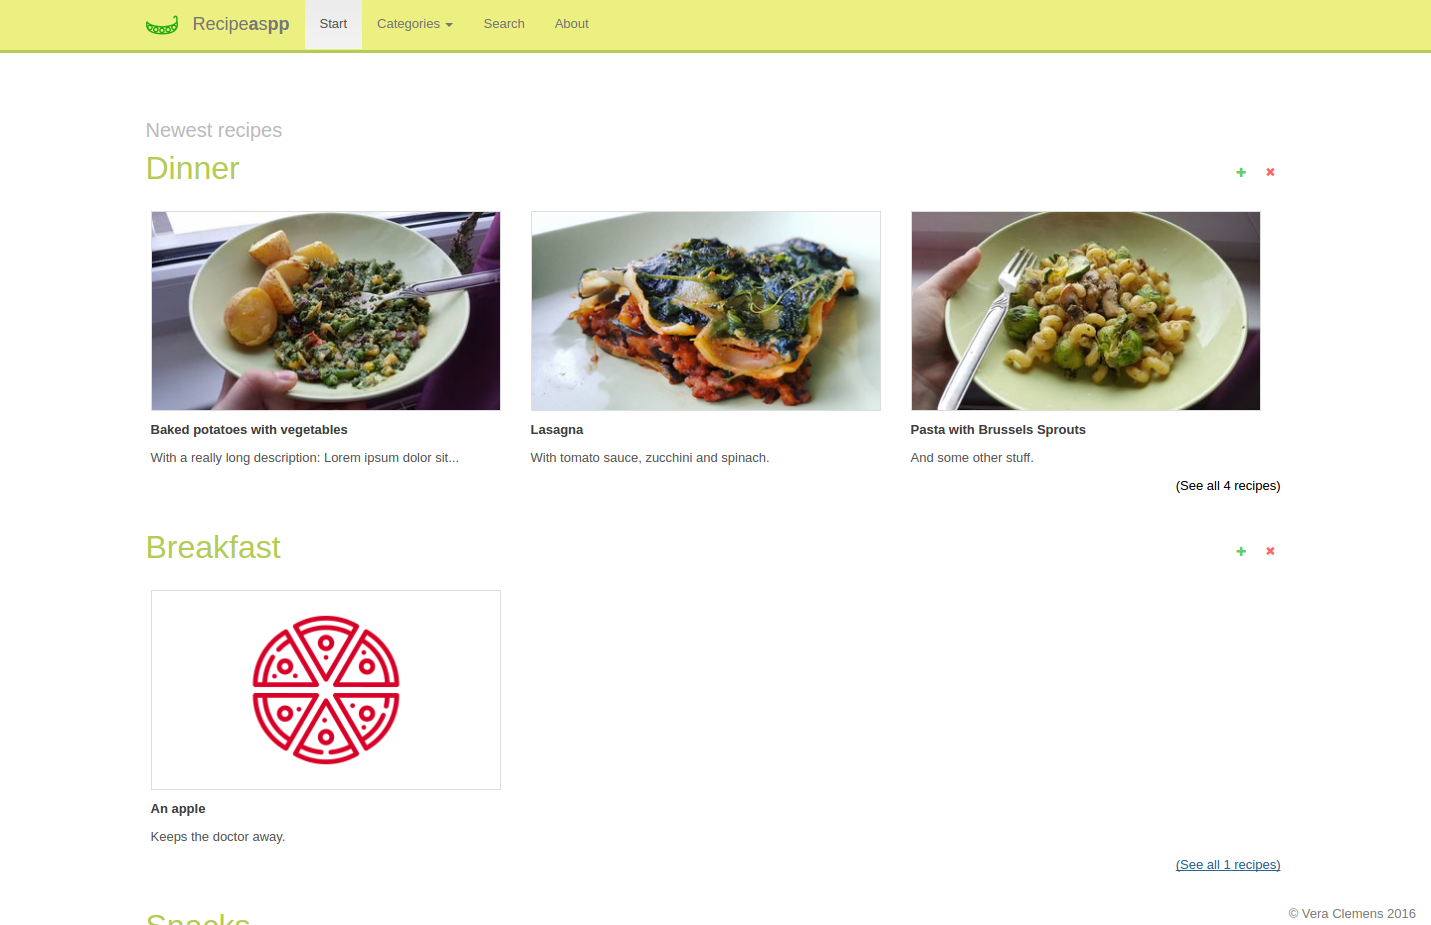 Recipeaspp Start Categories Search About
Newest recipes
Dinner
Baked potatoes with vegetables
With a really long description: Lorem ipsum dolor sit...
Lasagna
With tomato sauce, zucchini and spinach.
Pasta with Brussels Sprouts
And some other stuff.
(See all 4 recipes)
Breakfast
An apple
Keeps the doctor away.
(See all 1 recipes)
Snacks
© Vera Clemens 2016